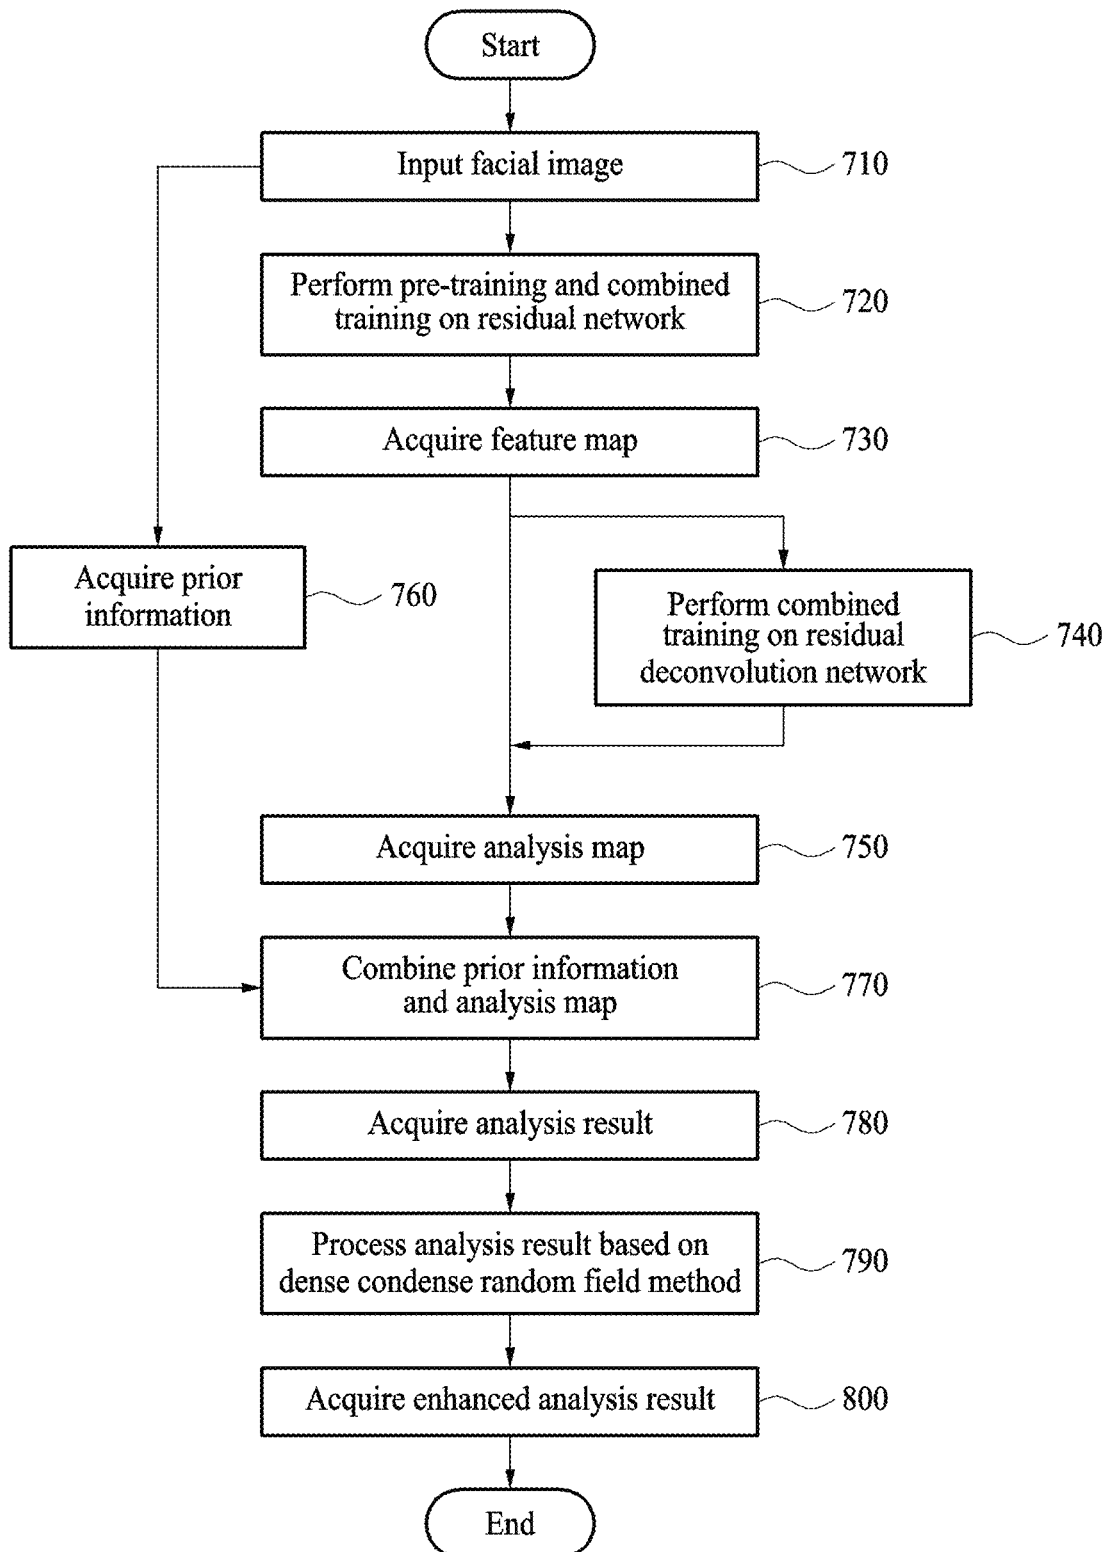 Start
Input facial image
710
Perform pre-training and combined
training on residual network
720
Acquire feature map
730
Acquire prior
information
760
Perform combined
training on residual
deconvolution network
740
Acquire analysis map
750
Combine prior information
and analysis map
770
Acquire analysis result
780
Process analysis result based on
dense condense random field method
790
Acquire enhanced analysis result
800
End